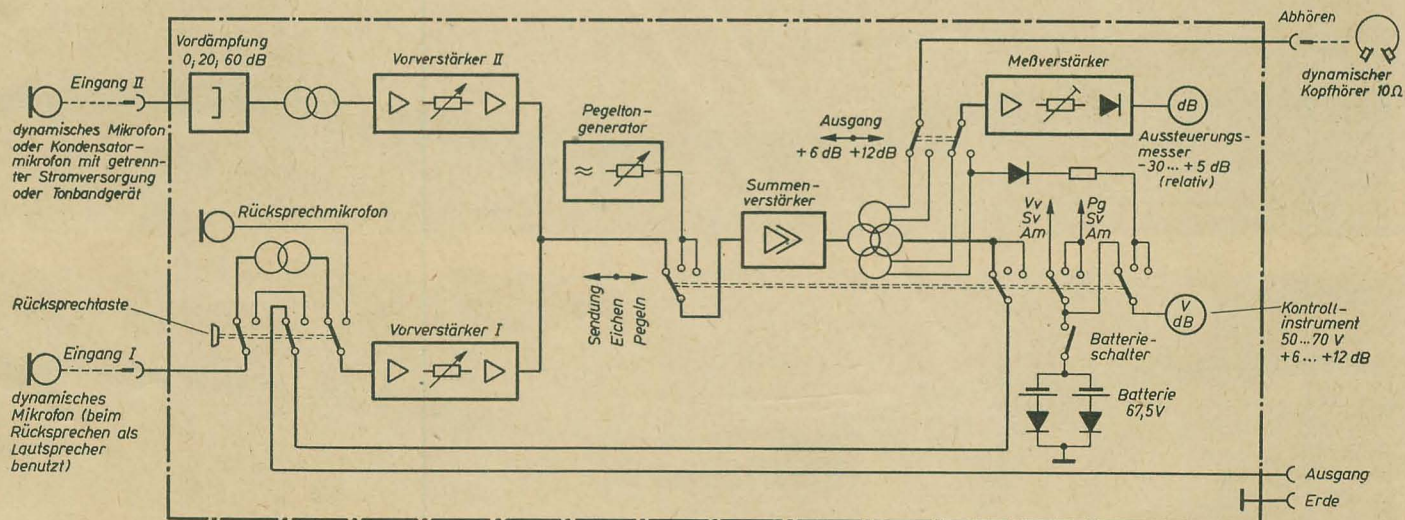 Vordämpfung
0; 20; 60 dB
Eingang II
dynamisches Mikrofon
oder Kondensator-
mikrofon mit getrenn-
ter Stromversorgung
oder Tonbandgerät
Vorverstärker II
Pegelton-
generator
≈
Rücksprechmikrofon
Rücksprechtaste
Eingang I
dynamisches
Mikrofon (beim
Rücksprechen als
Lautsprecher
benutzt)
Vorverstärker I
Sendung
Eichen
Pegeln
Summen-
verstärker
Ausgang
+6 dB +12dB
Meßverstärker
dB
Aussteuerungs-
messer
-30... +5 dB
(relativ)
Abhören
dynamischer
Kopfhörer 10Ω
Vv
Sv
Am
Pg
Sv
Am
V
dB
Kontroll-
instrument
50...70 V
+6... +12 dB
Batterie-
schalter
Batterie
67,5V
Ausgang
Erde